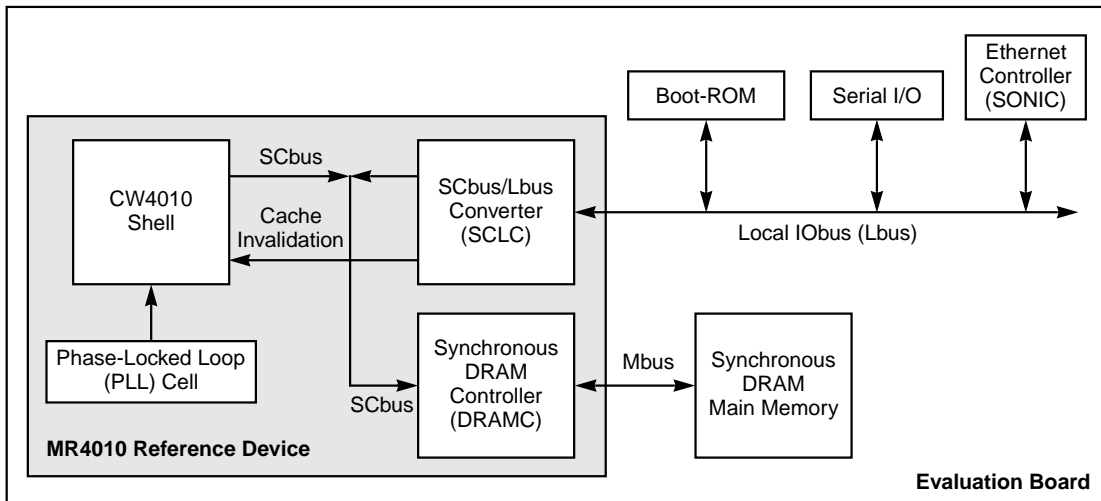 Ethernet
Controller
(SONIC)
Boot-ROM
Serial I/O
SCbus
CW4010
Shell
SCbus/Lbus
Converter
(SCLC)
Cache
Invalidation
Local IObus (Lbus)
Phase-Locked Loop
(PLL) Cell
Synchronous
DRAM
Controller
(DRAMC)
Mbus
Synchronous
DRAM
Main Memory
SCbus
MR4010 Reference Device
Evaluation Board